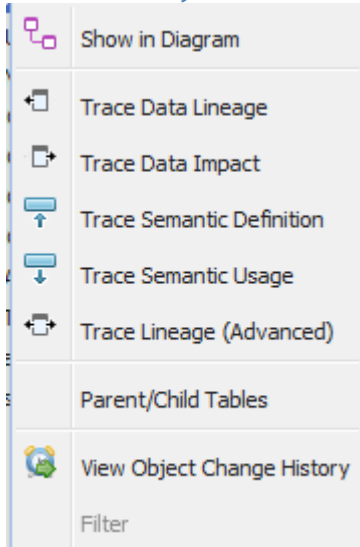 Show in Diagram
Trace Data Lineage
Trace Data Impact
Trace Semantic Definition
Trace Semantic Usage
Trace Lineage (Advanced)
Parent/Child Tables
View Object Change History
Filter